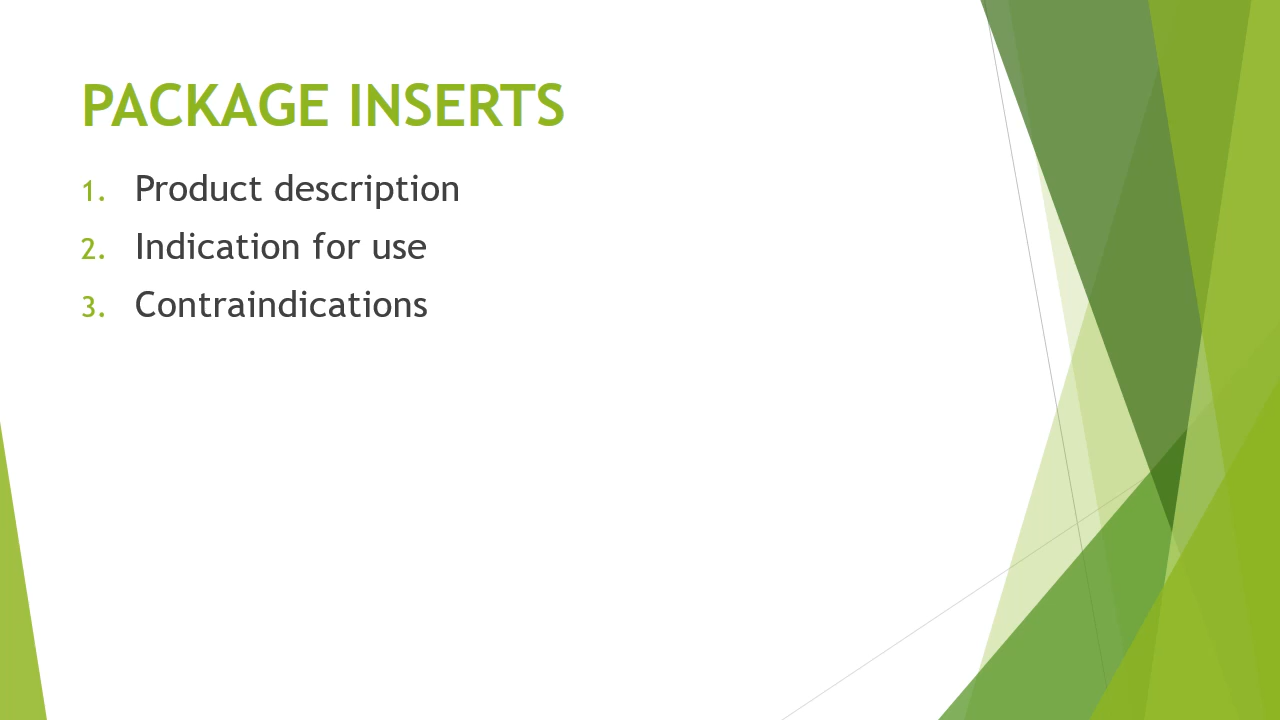 PACKAGE INSERTS
1. Product description
2. Indication for use
3. Contraindications